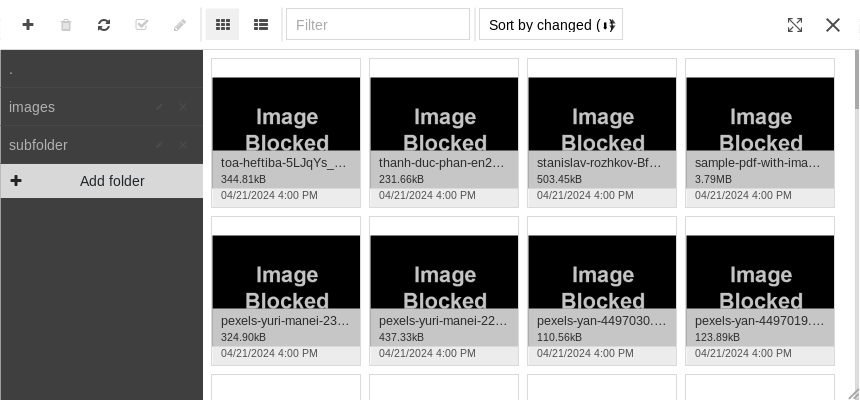 Filter
Sort by changed (
.
images
subfolder
Add folder
Image
Blocked
toa-heftiba-5LJqYs_...
344.81kB
04/21/2024 4:00 PM
Image
Blocked
thanh-duc-phan-en2...
231.66kB
04/21/2024 4:00 PM
Image
Blocked
stanislav-rozhkov-Bf...
503.45kB
04/21/2024 4:00 PM
Image
Blocked
sample-pdf-with-ima...
3.79MB
04/21/2024 4:00 PM
Image
Blocked
pexels-yuri-manei-23...
324.90kB
04/21/2024 4:00 PM
Image
Blocked
pexels-yuri-manei-22...
437.33kB
04/21/2024 4:00 PM
Image
Blocked
pexels-yan-4497030....
110.56kB
04/21/2024 4:00 PM
Image
Blocked
pexels-yan-4497019....
123.89kB
04/21/2024 4:00 PM